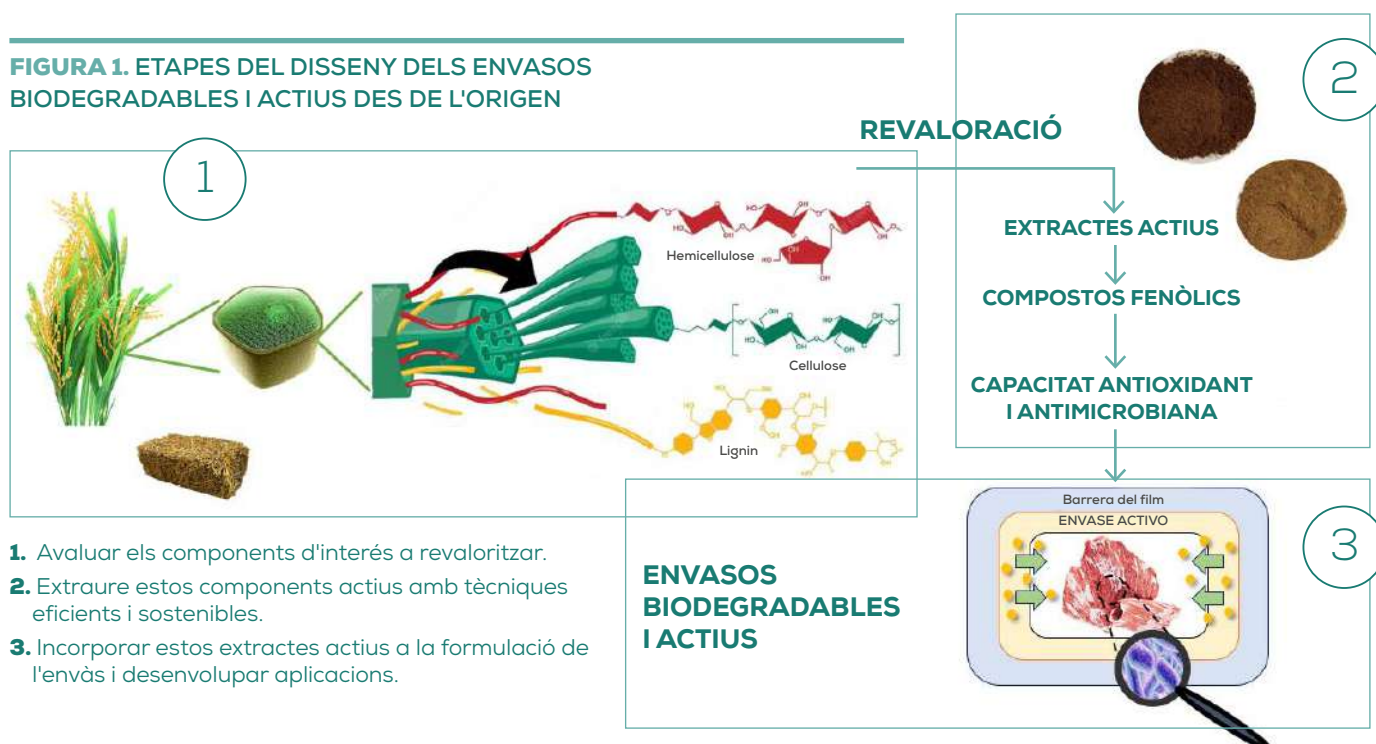 FIGURA 1. ETAPES DEL DISSENY DELS ENVASOS
BIODEGRADABLES I ACTIUS DES DE L'ORIGEN
1
Hemicellulose
Cellulose
Lignin
REVALORACIÓ
2
EXTRACTES ACTIUS
COMPOSTOS FENÒLICS
CAPACITAT ANTIOXIDANT
I ANTIMICROBIANA
1. Avaluar els components d'interés a revaloritzar.
2. Extraure estos components actius amb tècniques
eficients i sostenibles.
3. Incorporar estos extractes actius a la formulació de
l'envàs i desenvolupar aplicacions.
ENVASOS
BIODEGRADABLES
I ACTIUS
Barrera del film
ENVASE ACTIVO
3